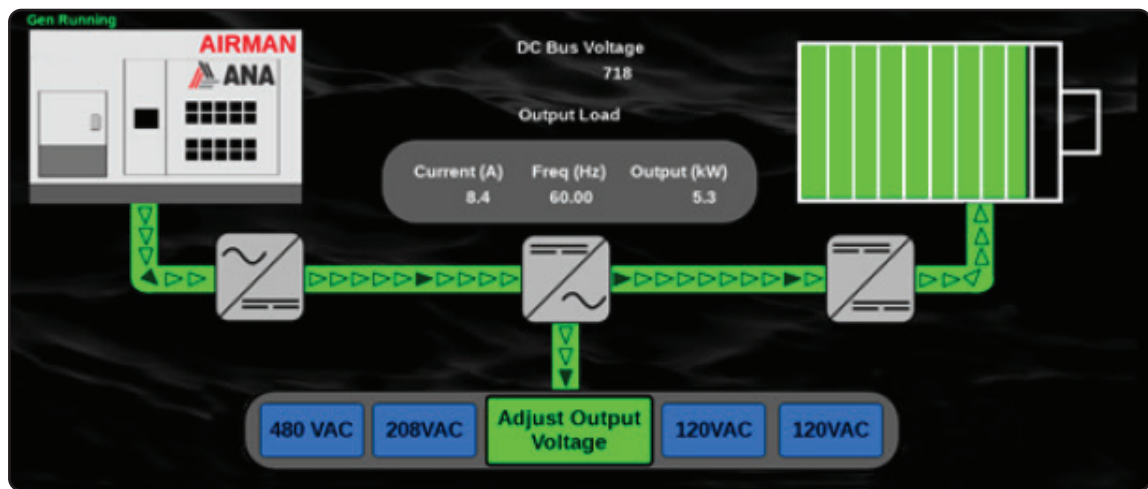 Gen Running
AIRMAN
ANA
DC Bus Voltage
718
Output Load
Current (A) Freq (Hz) Output (kW)
8.4 60.00 5.3
480 VAC
208VAC
Adjust Output
Voltage
120VAC
120VAC